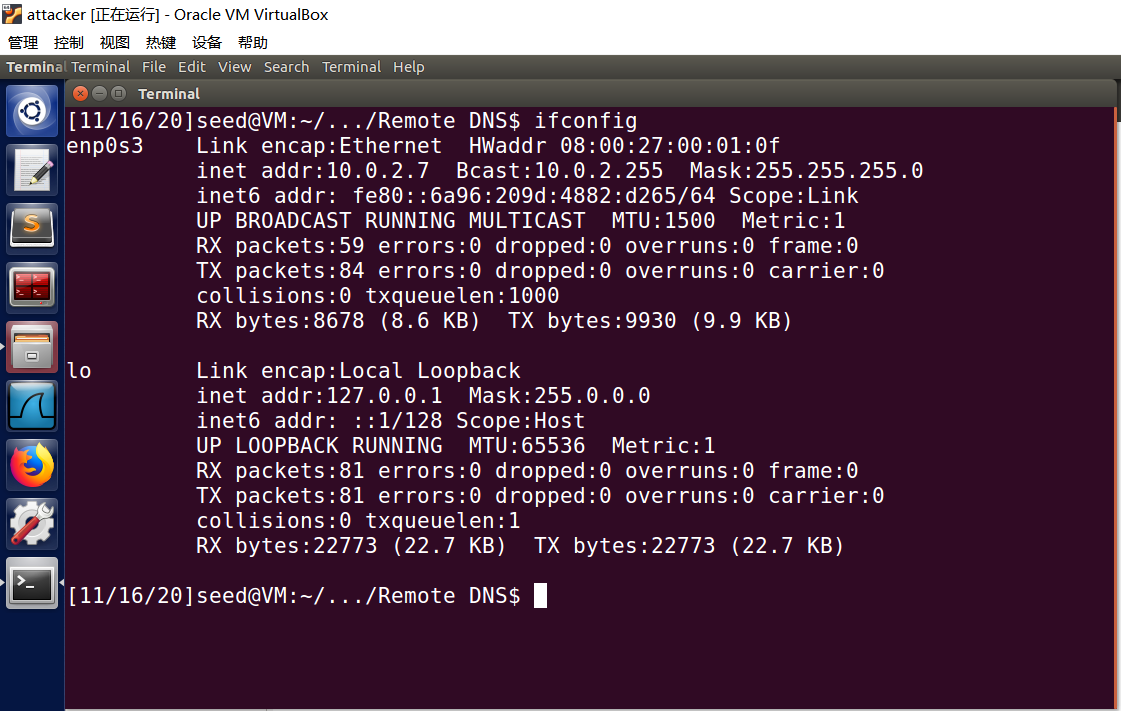 attacker [正在运行] - Oracle VM VirtualBox
管理 控制 视图 热键 设备 帮助
Terminal Terminal File Edit View Search Terminal Help
Terminal
[11/16/20]seed@VM:~/.../Remote DNS$ ifconfig
enp0s3 Link encap:Ethernet HWaddr 08:00:27:00:01:0f
inet addr:10.0.2.7 Bcast:10.0.2.255 Mask:255.255.255.0
inet6 addr: fe80::6a96:209d:4882:d265/64 Scope:Link
UP BROADCAST RUNNING MULTICAST MTU:1500 Metric:1
RX packets:59 errors:0 dropped:0 overruns:0 frame:0
TX packets:84 errors:0 dropped:0 overruns:0 carrier:0
collisions:0 txqueuelen:1000
RX bytes:8678 (8.6 KB) TX bytes:9930 (9.9 KB)
lo Link encap:Local Loopback
inet addr:127.0.0.1 Mask:255.0.0.0
inet6 addr: ::1/128 Scope:Host
UP LOOPBACK RUNNING MTU:65536 Metric:1
RX packets:81 errors:0 dropped:0 overruns:0 frame:0
TX packets:81 errors:0 dropped:0 overruns:0 carrier:0
collisions:0 txqueuelen:1
RX bytes:22773 (22.7 KB) TX bytes:22773 (22.7 KB)
[11/16/20]seed@VM:~/.../Remote DNS$